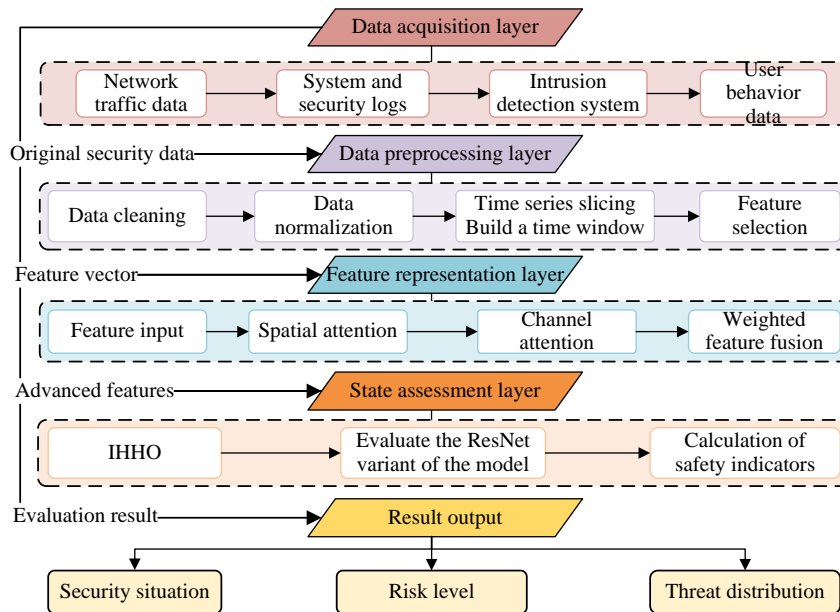 Data acquisition layer
Network
traffic data
System and
security logs
Intrusion
detection system
User
behavior
data
Original security data
Data preprocessing layer
Data cleaning
Data
normalization
Time series slicing
Build a time window
Feature
selection
Feature vector
Feature representation layer
Feature input
Spatial attention
Channel
attention
Weighted
feature fusion
Advanced features
State assessment layer
IHHO
Evaluate the ResNet
variant of the model
Calculation of
safety indicators
Evaluation result
Result output
Security situation
Risk level
Threat distribution